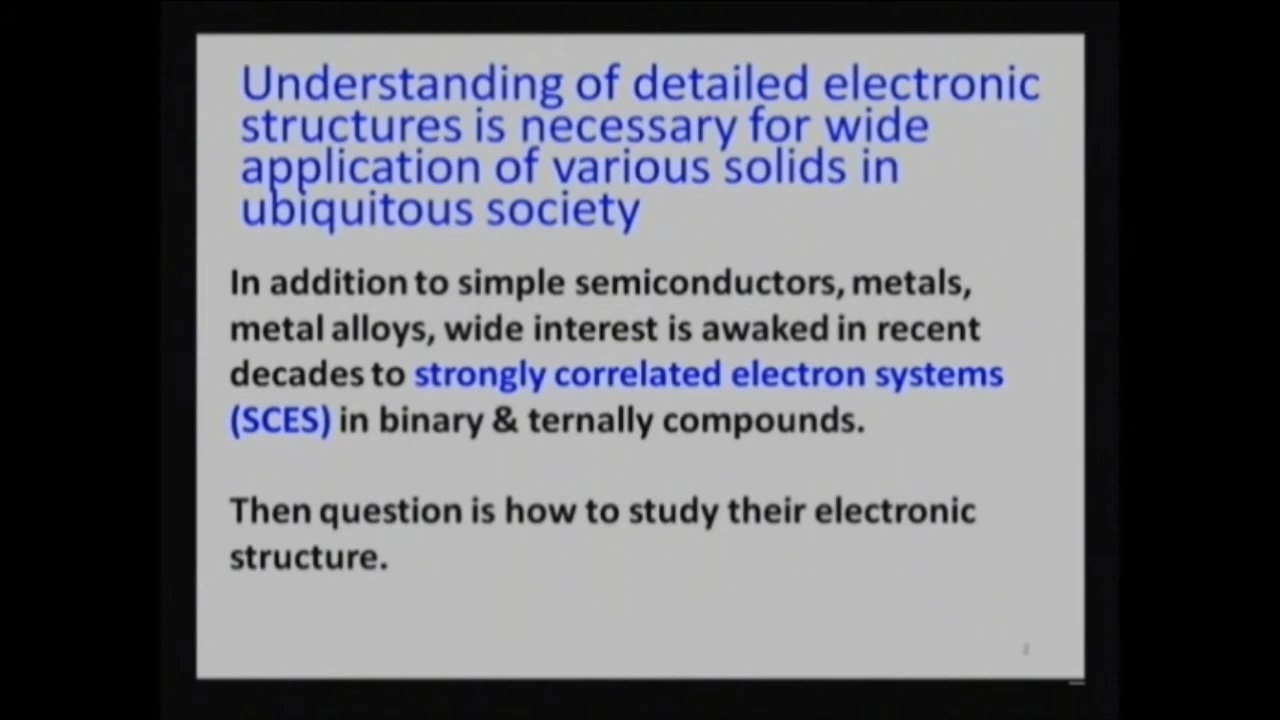 Understanding of detailed electronic
structures is necessary for wide
application of various solids in
ubiquitous society
In addition to simple semiconductors, metals,
metal alloys, wide interest is awaked in recent
decades to strongly correlated electron systems
(SCES) in binary & ternally compounds.
Then question is how to study their electronic
structure.